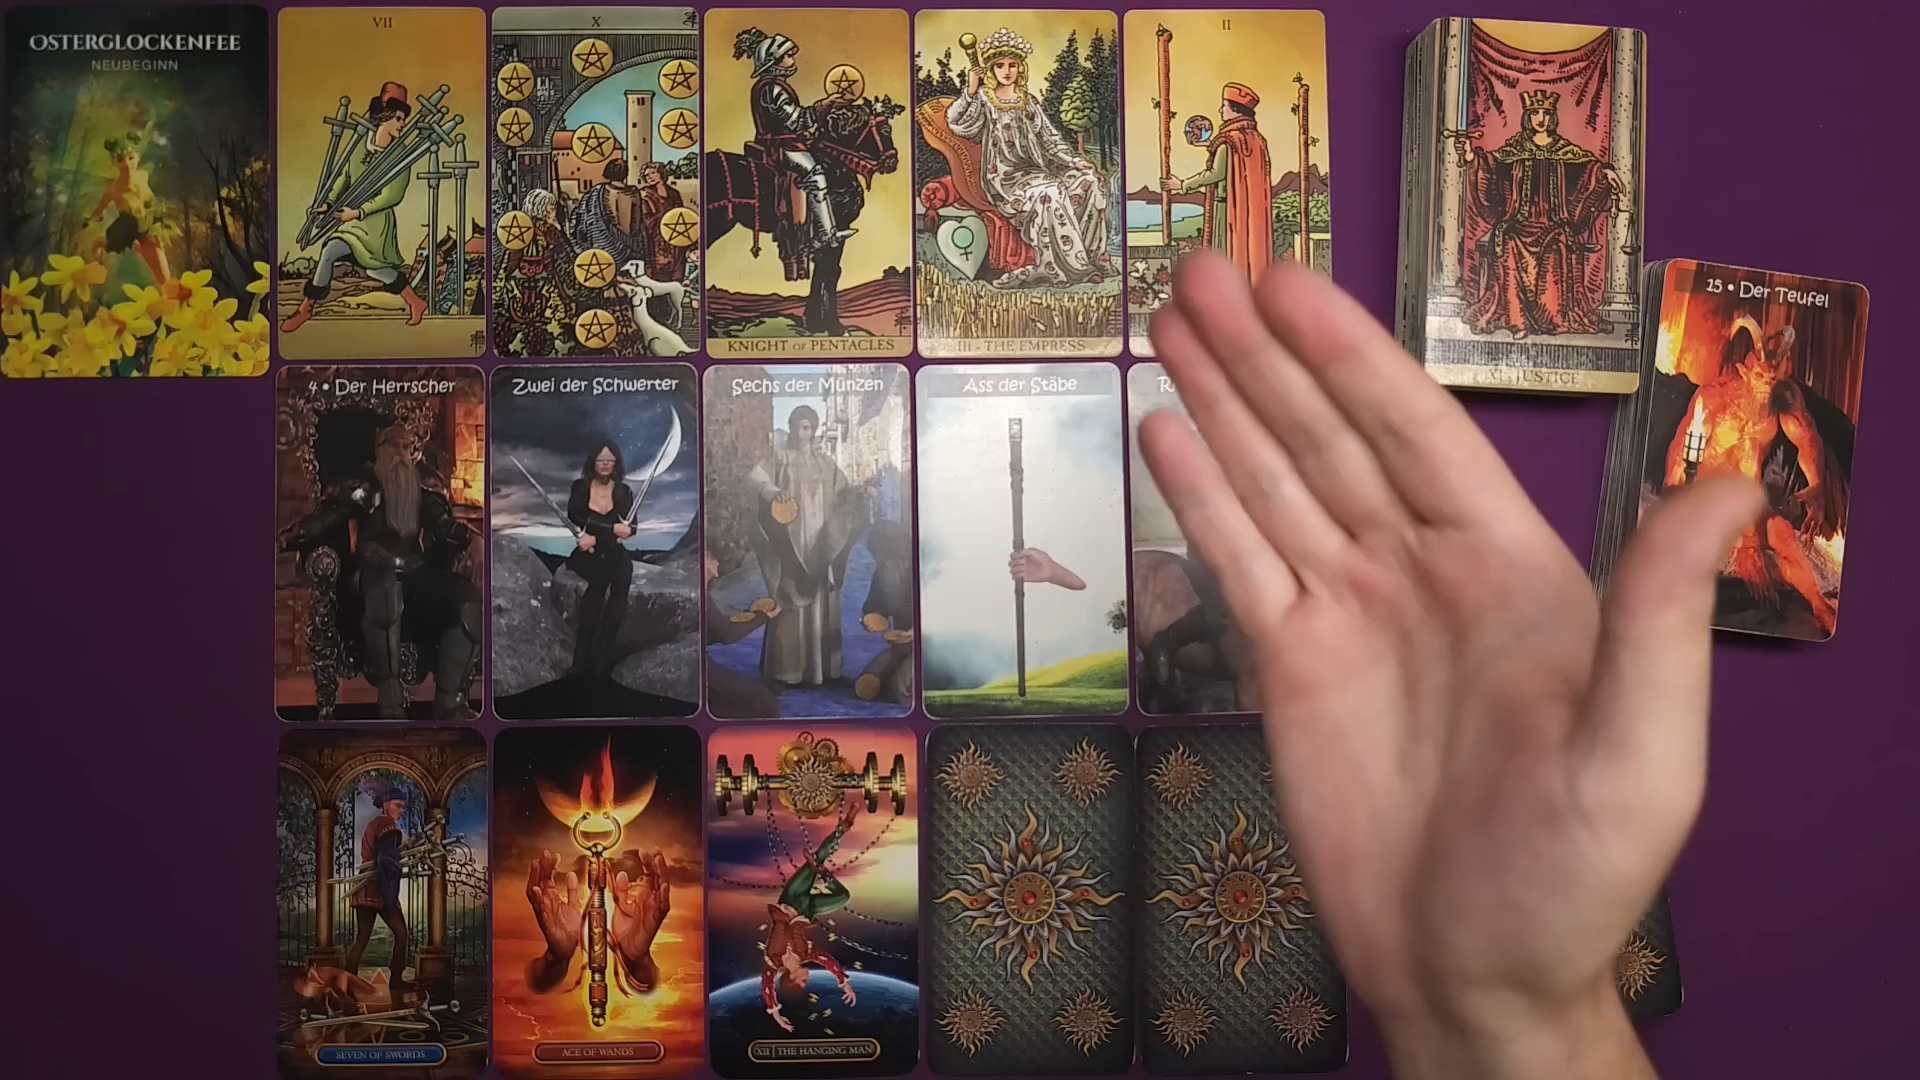 OSTERGLOCKENFEE
NEUBEGINN
VII
X
KNIGHT OF PENTACLES
III - THE EMPRESS
II
XI - JUSTICE
15 • Der Teufel
4 • Der Herrscher
Zwei der Schwerter
Sechs der Münzen
Ass der Stäbe
SEVEN OF SWORDS
ACE OF WANDS
XII | THE HANGING MAN